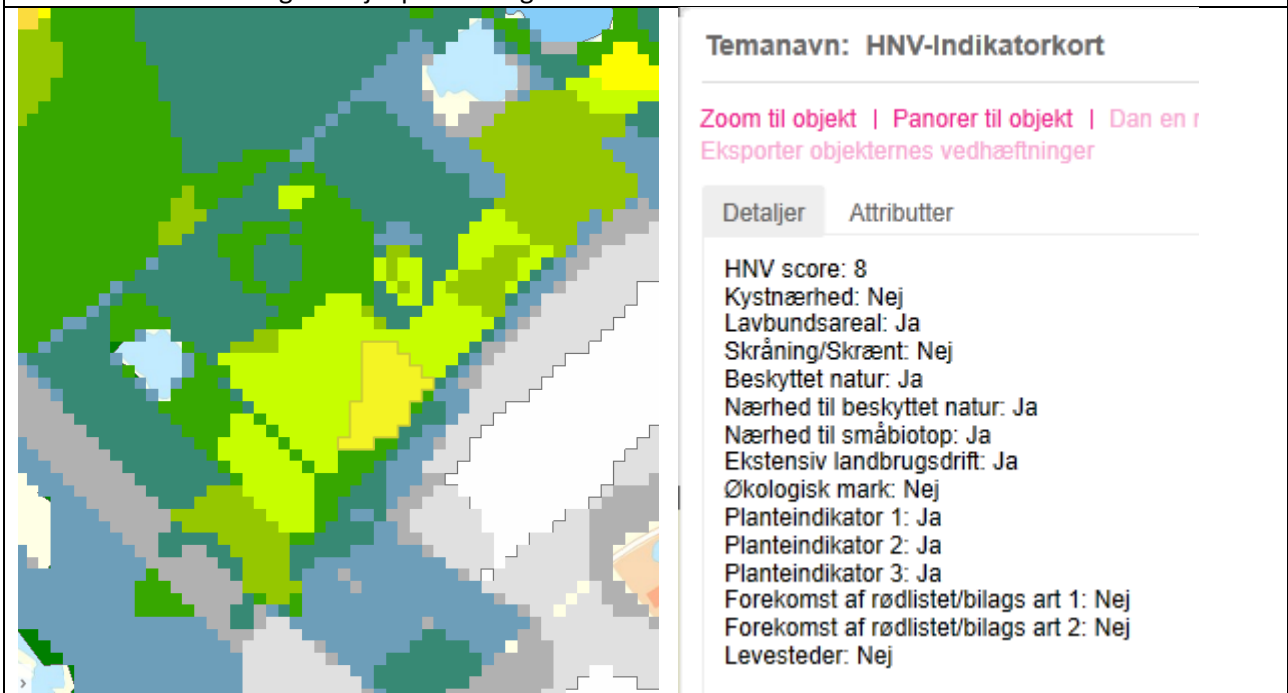 Temanavn: HNV-Indikatorkort
Zoom til objekt | Panorer til objekt | Dan en r
Eksporter objekternes vedhæftninger
Detaljer Attributter
HNV score: 8
Kystnærhed: Nej
Lavbundsareal: Ja
Skråning/Skrænt: Nej
Beskyttet natur: Ja
Nærhed til beskyttet natur: Ja
Nærhed til småbiotop: Ja
Ekstensiv landbrugsdrift: Ja
Økologisk mark: Nej
Planteindikator 1: Ja
Planteindikator 2: Ja
Planteindikator 3: Ja
Forekomst af rødlistet/bilags art 1: Nej
Forekomst af rødlistet/bilags art 2: Nej
Levesteder: Nej